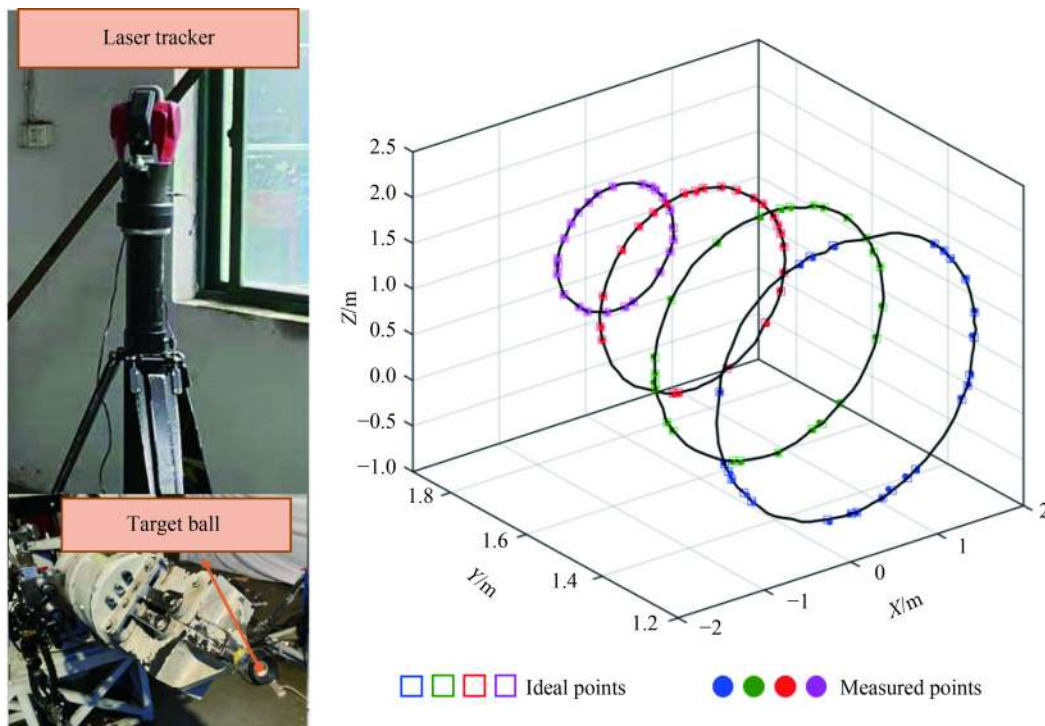 Laser tracker
Target ball
2.5
2.0
1.5
1.0
0.5
0.0
−0.5
−1.0
Z/m
1.8
1.6
1.4
1.2
Y/m
−2
−1
0
1
2
X/m
Ideal points
Measured points